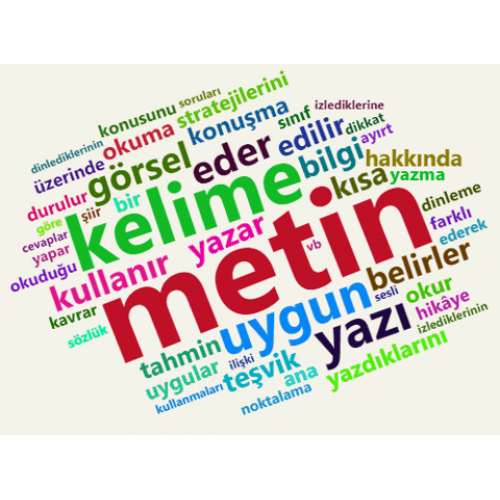 konusunu
soruları
stratejilerini
izlediklerine
dinlediklerinin
okuma
konuşma
sınıf
dikkat
üzerinde
görsel
eder
edilir
ayırt
durulur
bilgi
hakkında
göre
şiir
bir
kelime
kısa
yazma
cevaplar
yapar
yazar
dinleme
okuduğu
kullanır
metin
vb
farklı
ederek
kavrar
belirler
sözlük
uygun
sesli
okur
hikâye
tahmin
ilişki
yazı
izlediklerinin
uygular
teşvik
ana
yazdıklarını
kullanmaları
noktalama